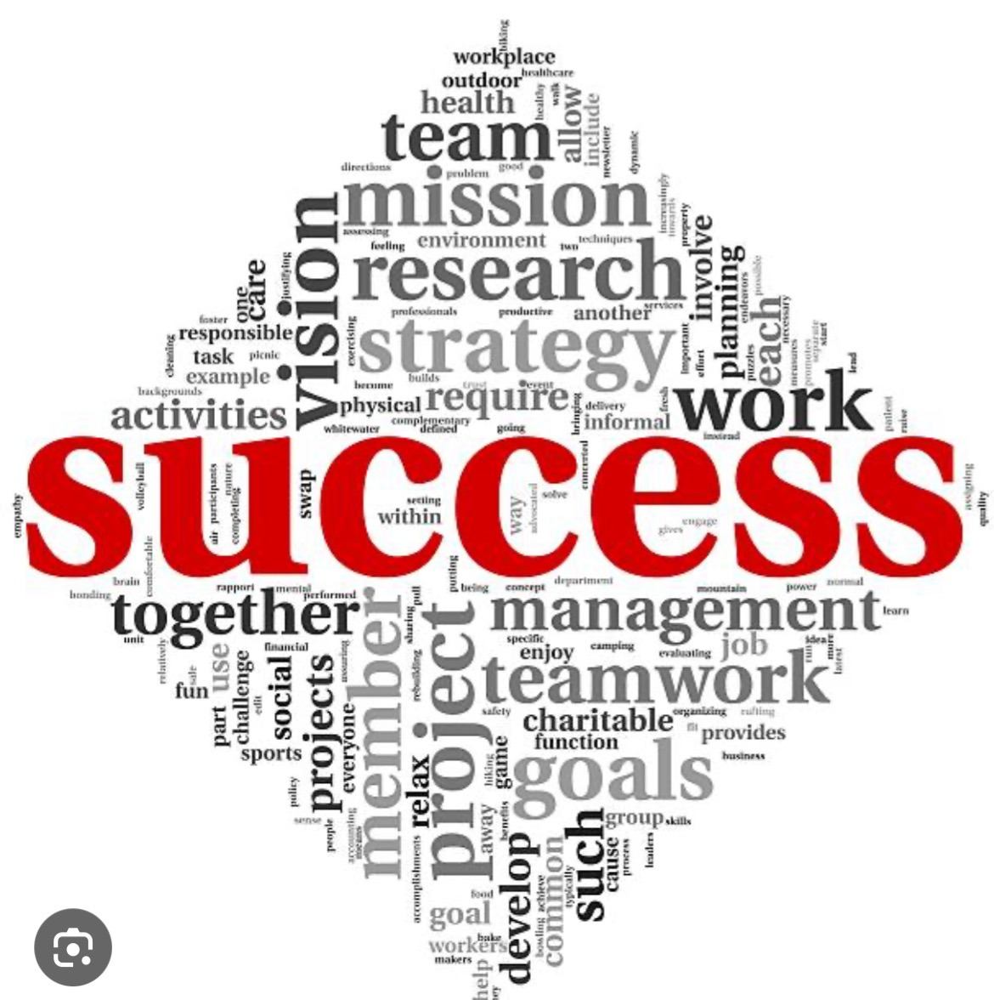 biking
workplace
healthcare
outdoor
healthy
walk
allow
include
health
team
newsletter
dynamic
directions
problem
good
mission
increasingly
towards
property
vision
assessing
environment
techniques
feeling
two
research
involve
planning
possible
endeavors
care
one
justifying
professionals
productive
another
services
each
necessary
foster
responsible
exercising
strategy
important
effort
puzzles
measures
promotes
separate
start
lead
cleaning
task
picnic
example
builds
become
trust
event
backgrounds
physical
require
bringing
delivery
fresh
work
patient
raise
activities
complementary
informal
whitewater
defined
going
instead
success
concerted
empathy
volleyball
air
participants
nature
completing
swap
setting
within
way
advocated
solve
engage
gives
assigning
quality
comfortable
brain
bonding
rapport
mental
performed
putting
being
concept
department
mountain
power
normal
together
member
pull
sharing
project
management
learn
unit
relatively
financial
assuring
specific
enjoy
camping
evaluating
job
idea
run
more
latest
use
sale
fun
challenge
edit
part
social
projects
rebuilding
teamwork
safety
charitable
organizing
rafting
function
fit
provides
sports
everyone
relax
hiking
game
goals
business
policy
sense
people
accounting
means
away
benefits
such
group
skills
cause
process
leaders
accomplishments
develop
common
achieve
typically
food
goal
bake
bowling
workers
makers
help